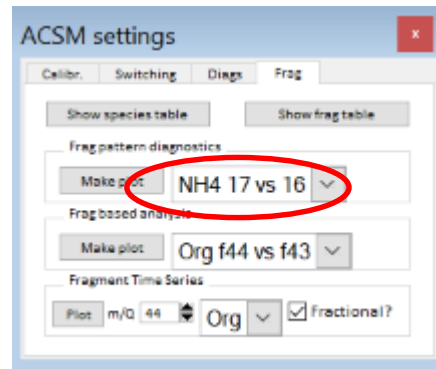 ACSM settings x
Calibr. Switching Diags Frag
Show species table Show frag table
Frag pattern diagnostics
Make plot NH4 17 vs 16
Frag based analysis
Make plot Org f44 vs f43
Fragment Time Series
Plot m/Q 44 Org Fractional?